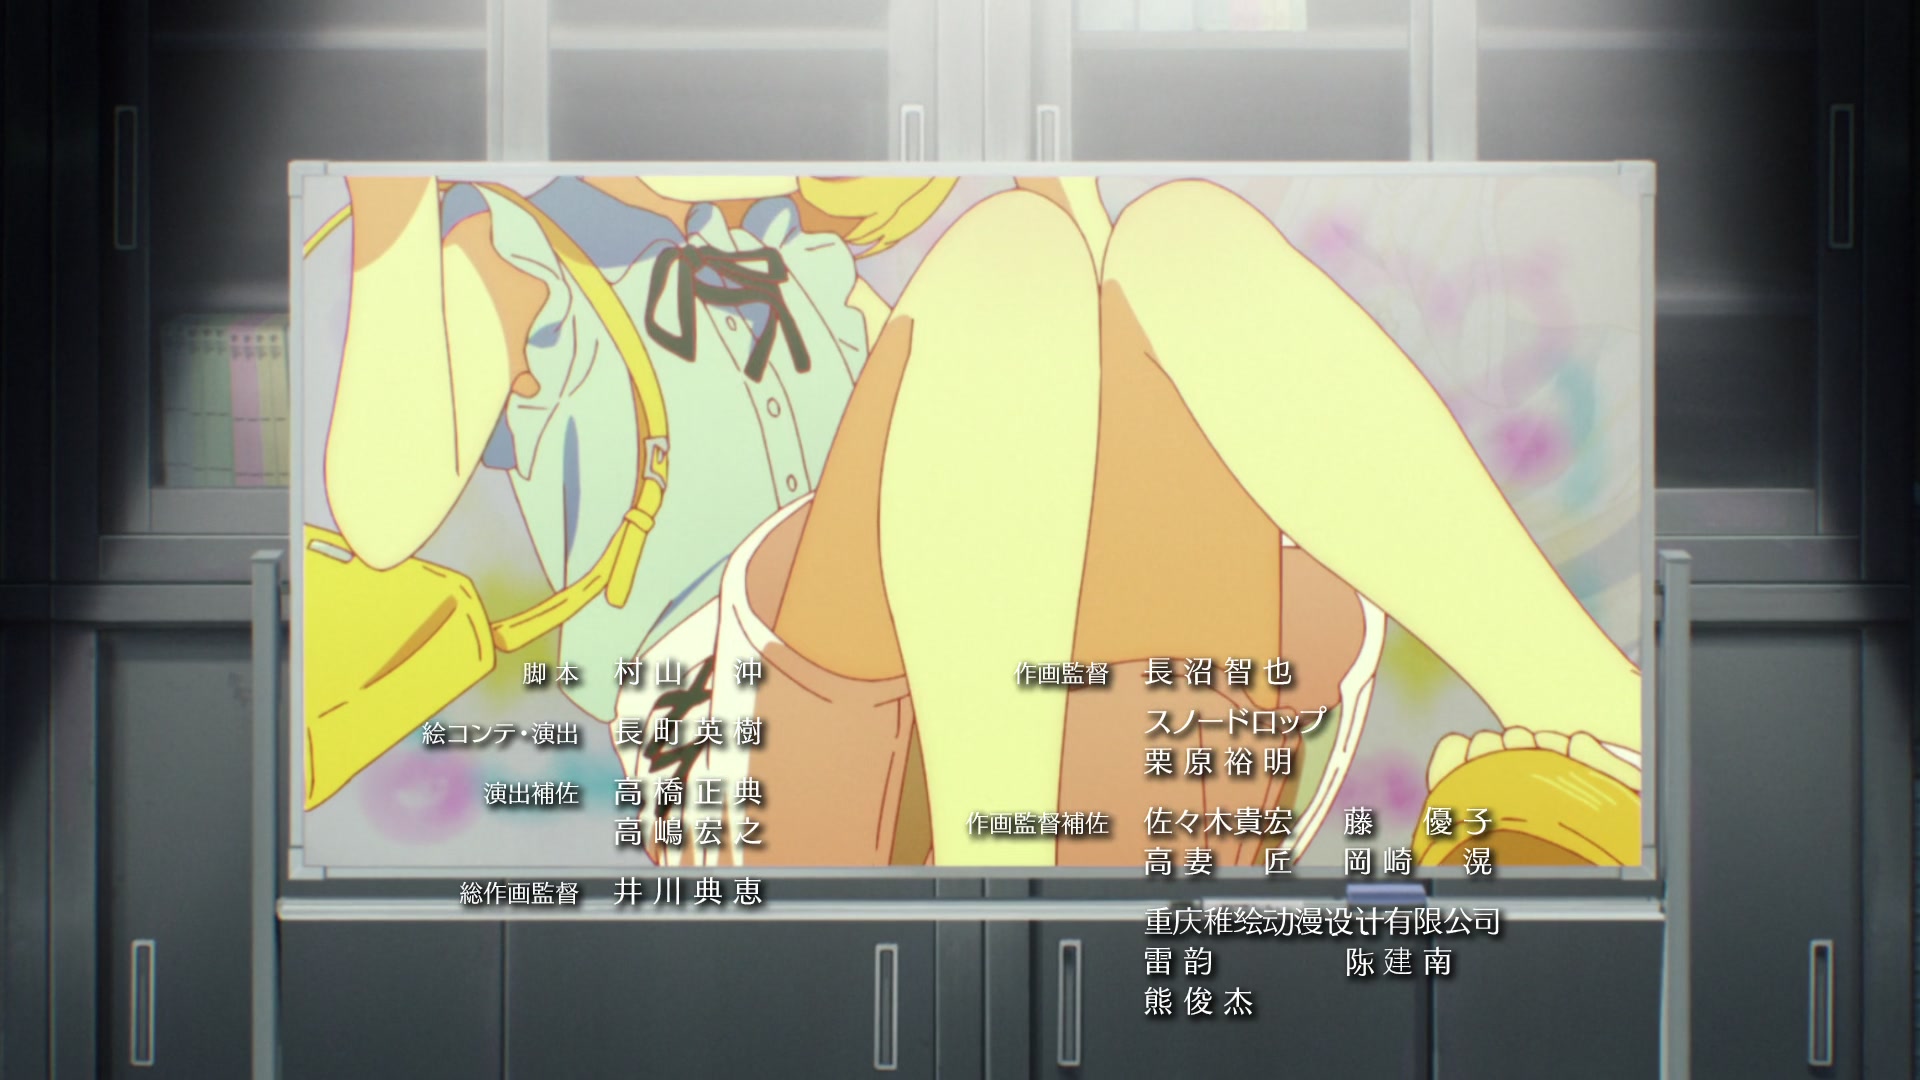 脚本 村山 沖
絵コンテ・演出 長町英樹
演出補佐 高橋正典
高嶋宏之
総作画監督 井川典恵
作画監督 長沼智也
スノードロップ
栗原裕明
作画監督補佐 佐々木貴宏 藤 優子
高妻 匠 岡崎 滉
重庆稚绘动漫设计有限公司
雷韵 陈建南
熊俊杰